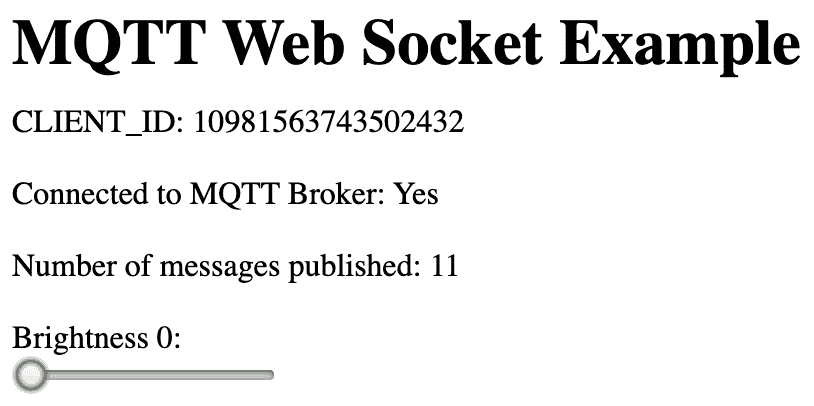 MQTT Web Socket Example
CLIENT_ID: 10981563743502432
Connected to MQTT Broker: Yes
Number of messages published: 11
Brightness 0: